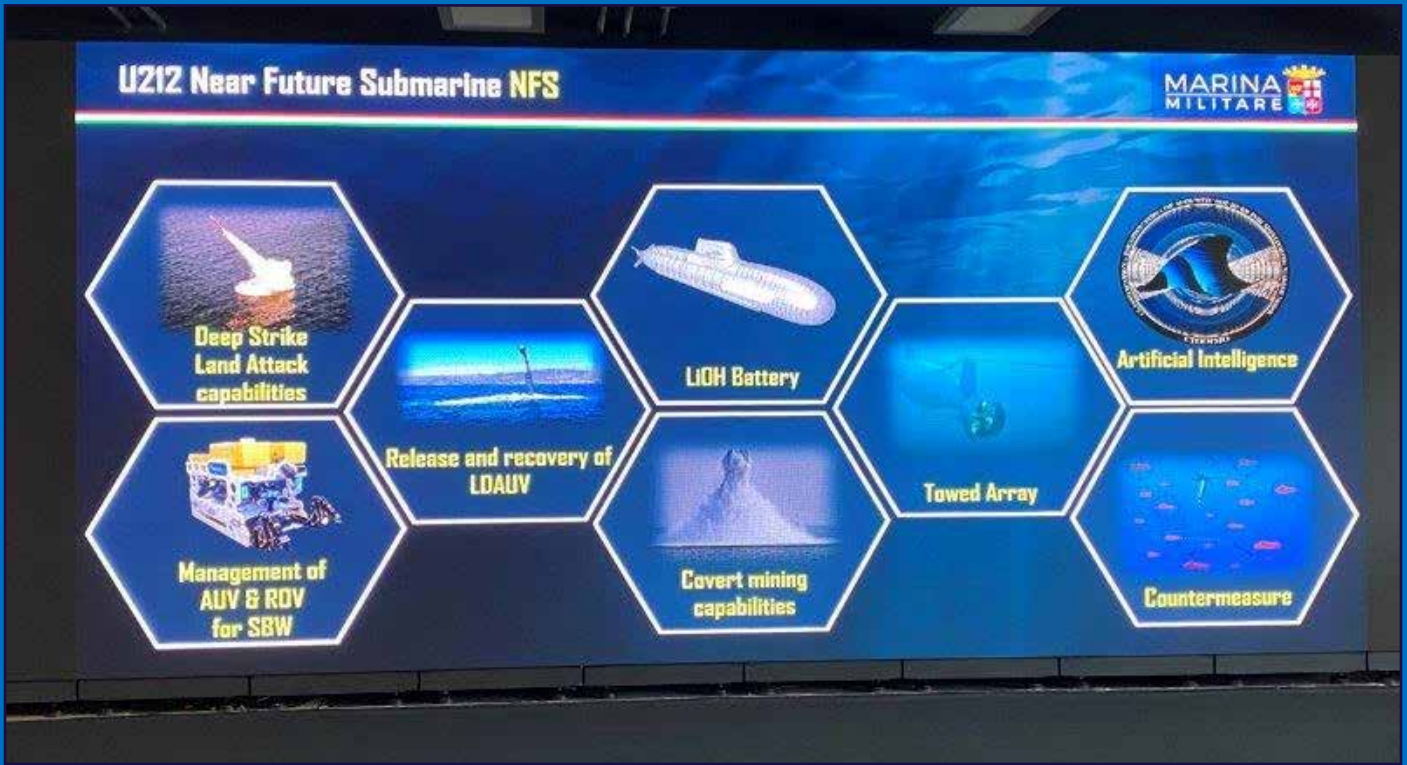 U212 Near Future Submarine NFS
MARINA
MILITARE
Deep Strike
Land Attack
capabilities
Release and recovery of
LDAUV
LiOH Battery
Artificial Intelligence
Towed Array
Management of
AUV & ROV
for SBW
Covert mining
capabilities
Countermeasure